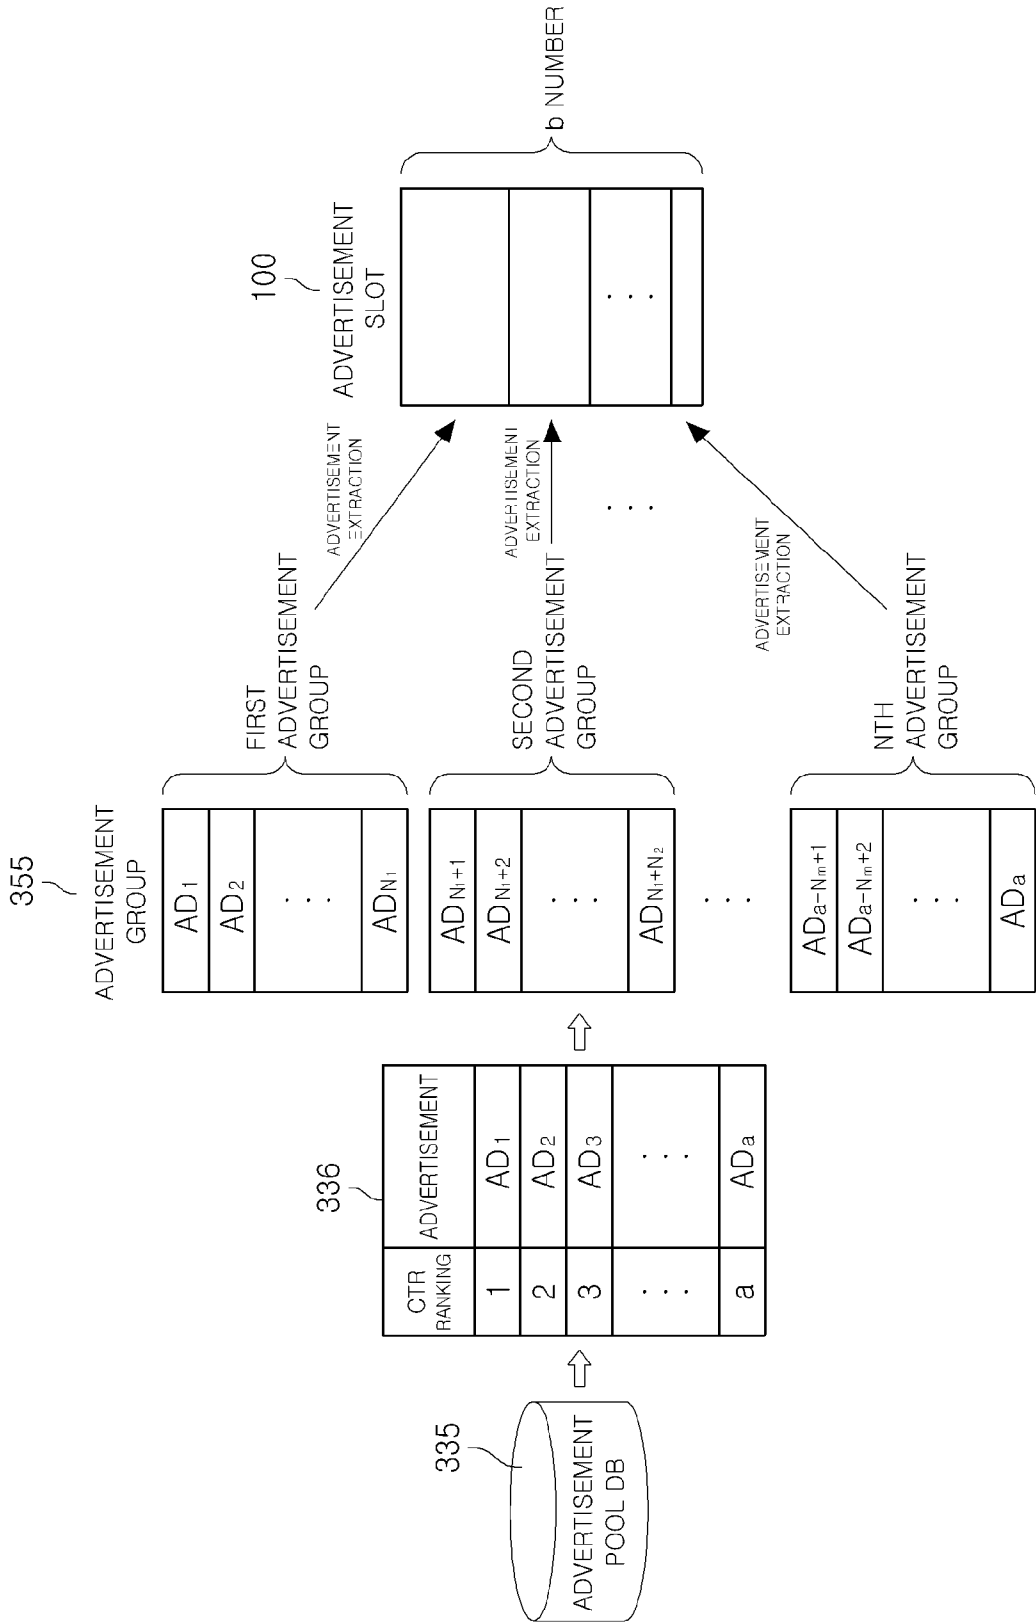 335
ADVERTISEMENT
POOL DB
336
CTR
RANKING
ADVERTISEMENT
1
AD1
2
AD2
3
AD3
. . .
. . .
a
ADa
355
ADVERTISEMENT
GROUP
AD1
AD2
. . .
ADN1
FIRST
ADVERTISEMENT
GROUP
ADN1+1
ADN1+2
. . .
ADN1+N2
SECOND
ADVERTISEMENT
GROUP
. . .
ADa-Nm+1
ADa-Nm+2
. . .
ADa
NTH
ADVERTISEMENT
GROUP
ADVERTISEMENT
EXTRACTION
ADVERTISEMENT
EXTRACTION
. . .
ADVERTISEMENT
EXTRACTION
100
ADVERTISEMENT
SLOT
. . .
b NUMBER